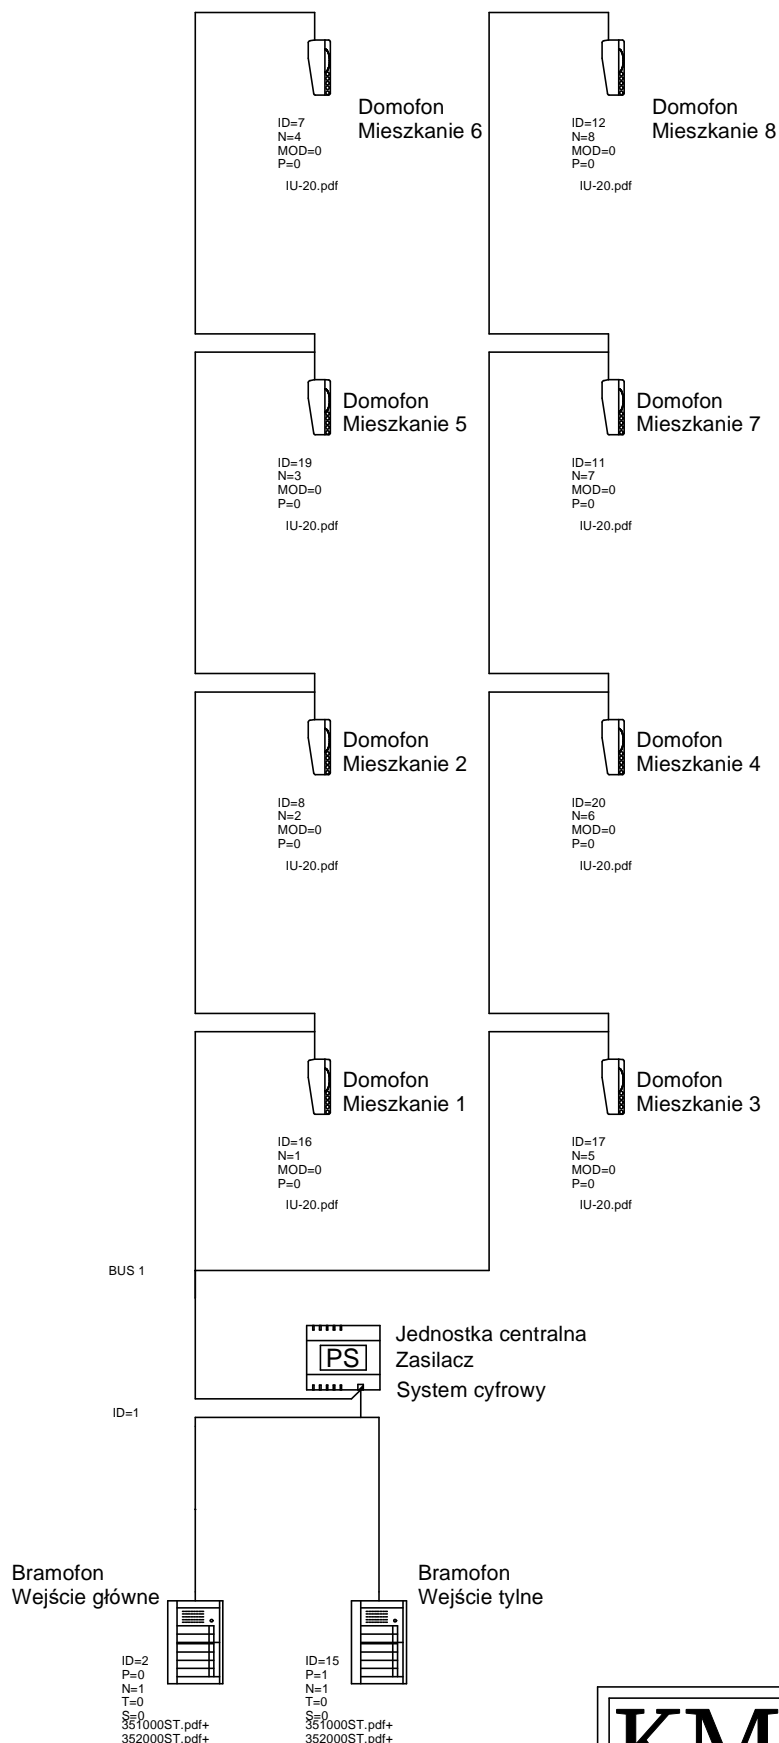 Domofon
Mieszkanie 6
ID=7
N=4
MOD=0
P=0
IU-20.pdf
Domofon
Mieszkanie 8
ID=12
N=8
MOD=0
P=0
IU-20.pdf
Domofon
Mieszkanie 5
ID=19
N=3
MOD=0
P=0
IU-20.pdf
Domofon
Mieszkanie 7
ID=11
N=7
MOD=0
P=0
IU-20.pdf
Domofon
Mieszkanie 2
ID=8
N=2
MOD=0
P=0
IU-20.pdf
Domofon
Mieszkanie 4
ID=20
N=6
MOD=0
P=0
IU-20.pdf
Domofon
Mieszkanie 1
ID=16
N=1
MOD=0
P=0
IU-20.pdf
Domofon
Mieszkanie 3
ID=17
N=5
MOD=0
P=0
IU-20.pdf
BUS 1
PS
Jednostka centralna
Zasilacz
System cyfrowy
ID=1
Bramofon
Wejście główne
ID=2
P=0
N=1
T=0
S=0
351000ST.pdf+
352000ST.pdf+
Bramofon
Wejście tylne
ID=15
P=1
N=1
T=0
S=0
351000ST.pdf+
352000ST.pdf+
KM